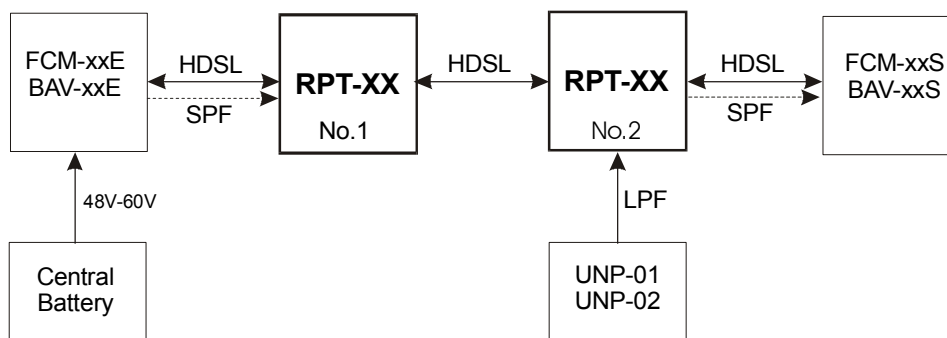 FCM-xxE
BAV-xxE
HDSL
SPF
RPT-XX
No.1
HDSL
RPT-XX
No.2
HDSL
SPF
FCM-xxS
BAV-xxS
48V-60V
LPF
Central
Battery
UNP-01
UNP-02